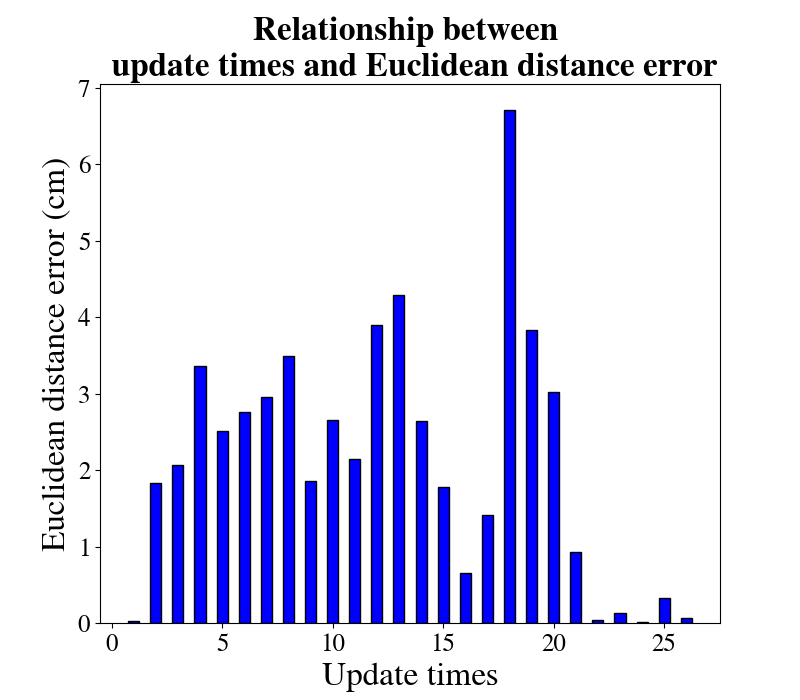 Relationship between
update times and Euclidean distance error
Euclidean distance error (cm)
7
6
5
4
3
2
1
0
0 5 10 15 20 25
Update times